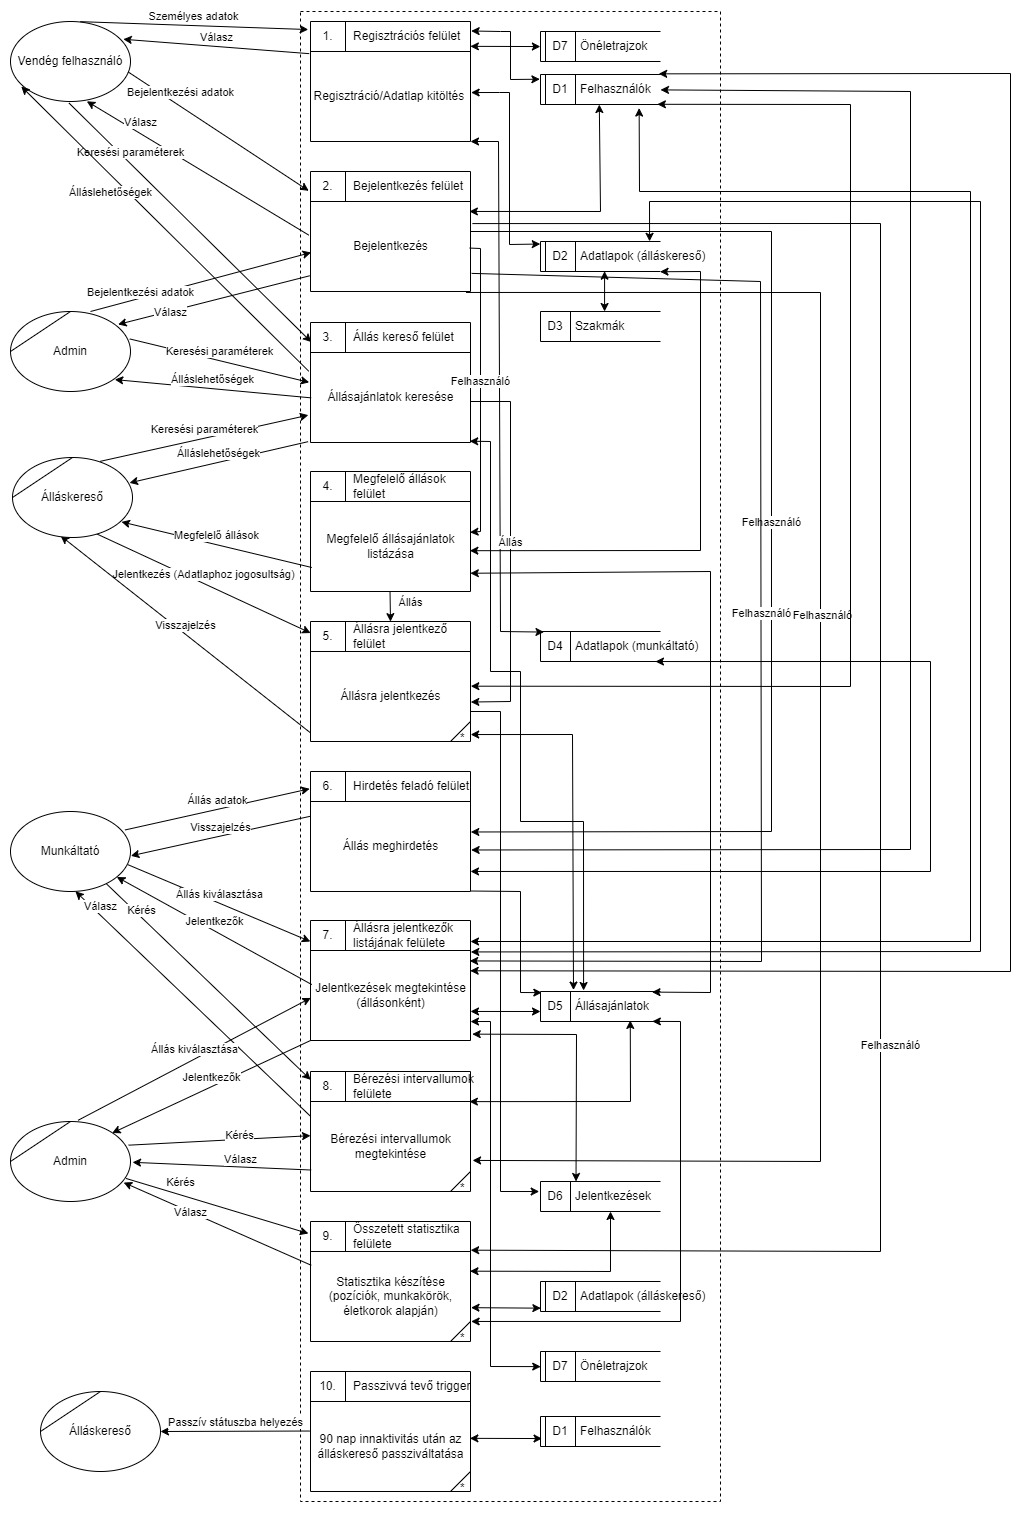 Személyes adatok
Válasz
Vendég felhasználó
Bejelentkezési adatok
Válasz
Keresési paraméterek
Álláslehetőségek
1. Regisztrációs felület
Regisztráció/Adatlap kitöltés
D7 Önéletrajzok
D1 Felhasználók
2. Bejelentkezés felület
Bejelentkezés
D2 Adatlapok (álláskereső)
D3 Szakmák
Bejelentkezési adatok
Válasz
Admin
Keresési paraméterek
Álláslehetőségek
3. Állás kereső felület
Állásajánlatok keresése
Felhasználó
Keresési paraméterek
Álláslehetőségek
Álláskereső
Megfelelő állások
Jelentkezés (Adatlaphoz jogosultság)
Visszajelzés
4. Megfelelő állások
felület
Megfelelő állásajánlatok
listázása
Állás
Felhasználó
Állás
5. Állásra jelentkező
felület
Állásra jelentkezés
*
D4 Adatlapok (munkáltató)
Felhasználó
Felhasználó
6. Hirdetés feladó felület
Állás meghirdetés
Állás adatok
Visszajelzés
Munkáltató
Állás kiválasztása
Jelentkezők
Válasz
Kérés
7. Állásra jelentkezők
listájának felülete
Jelentkezések megtekintése
(állásonként)
D5 Állásajánlatok
Felhasználó
Állás kiválasztása
Jelentkezők
8. Bérezési intervallumok
felülete
Bérezési intervallumok
megtekintése
*
Admin
Kérés
Válasz
Kérés
Válasz
D6 Jelentkezések
9. Összetett statisztika
felülete
Statisztika készítése
(pozíciók, munkakörök,
életkorok alapján)
*
D2 Adatlapok (álláskereső)
D7 Önéletrajzok
10. Passzivvá tevő trigger
90 nap innaktivitás után az
álláskereső passziváltatása
*
D1 Felhasználók
Passzív státuszba helyezés
Álláskereső